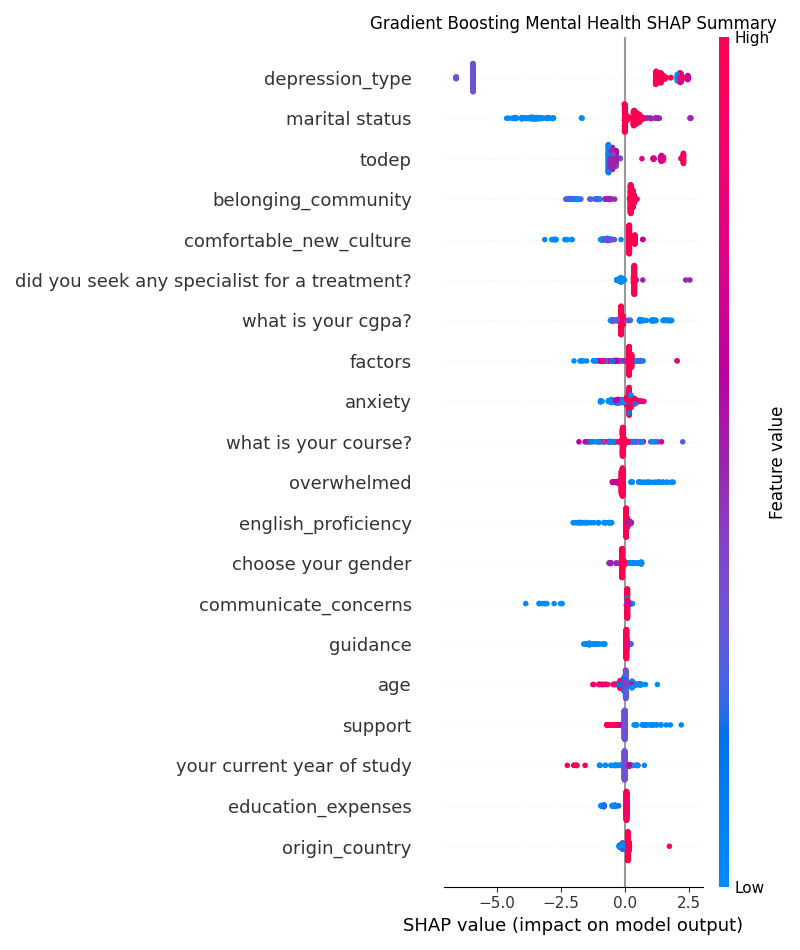 Gradient Boosting Mental Health SHAP Summary
High
depression_type
marital status
todep
belonging_community
comfortable_new_culture
did you seek any specialist for a treatment?
what is your cgpa?
factors
anxiety
what is your course?
overwhelmed
english_proficiency
choose your gender
communicate_concerns
guidance
age
support
your current year of study
education_expenses
origin_country
Feature value
Low
−5.0 −2.5 0.0 2.5
SHAP value (impact on model output)